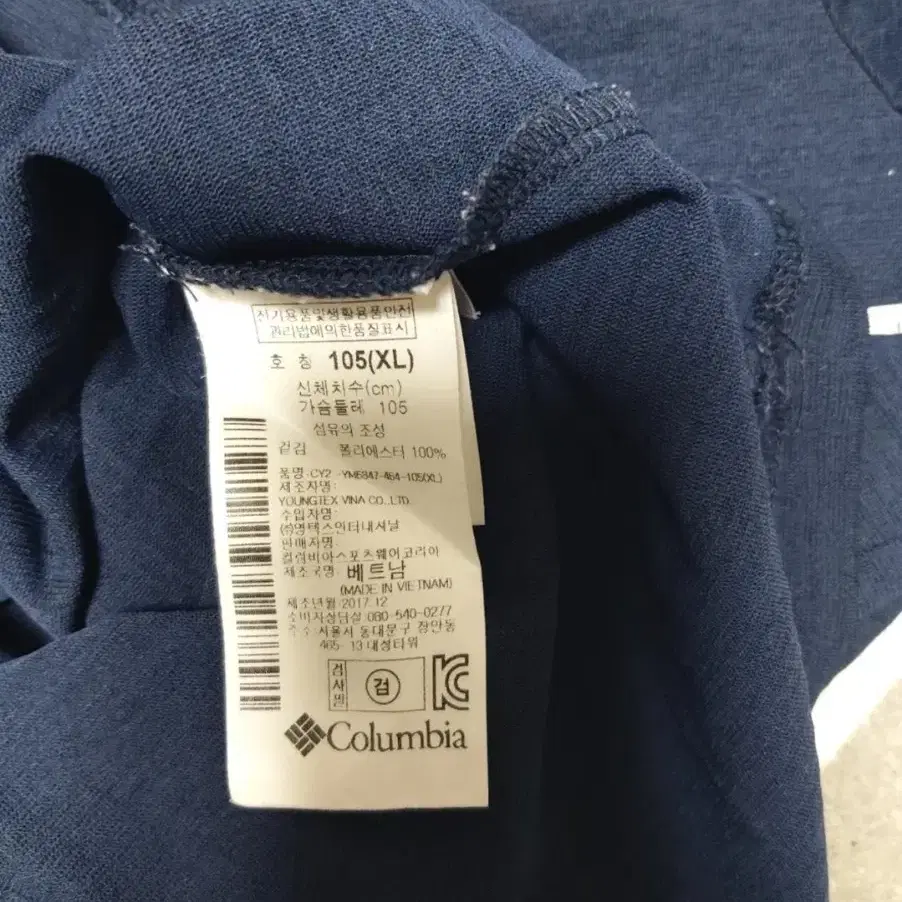 전기용품및생활용품안전
관리법에의한품질표시
호 칭 105(XL)
신체치수(cm)
가슴둘레 105
섬유의 조성
겉감 폴리에스터 100%
품명:CY2-YM6847-464-105(XL)
제조자명:
YOUNGTEX VINA CO.,LTD.
수입자명:
(주)영텍스인터내셔날
판매자명:
컬럼비아스포츠웨어코리아
제조국명: 베트남
(MADE IN VIETNAM)
제조년월:2017.12
소비자상담실 080-540-0277
주소:서울시 동대문구 장안동
465-13 대성타워
검사필
검
KC
Columbia